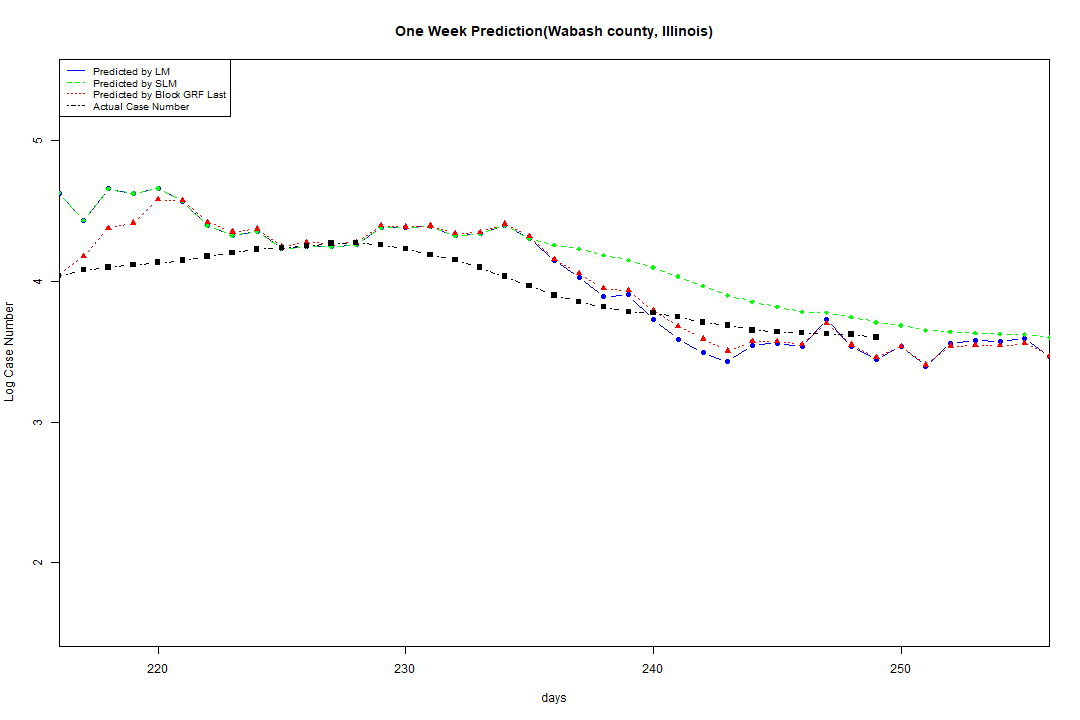 One Week Prediction(Wabash county, Illinois)
Predicted by LM
Predicted by SLM
Predicted by Block GRF Last
Actual Case Number
5
4
3
2
Log Case Number
220 230 240 250
days